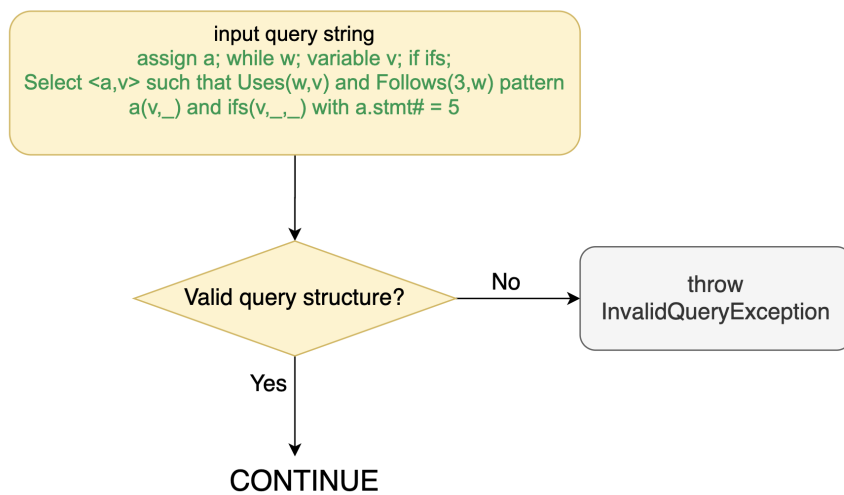 input query string
assign a; while w; variable v; if ifs;
Select <a,v> such that Uses(w,v) and Follows(3,w) pattern
a(v,_) and ifs(v,_,_) with a.stmt# = 5
Valid query structure?
No
throw
InvalidQueryException
Yes
CONTINUE